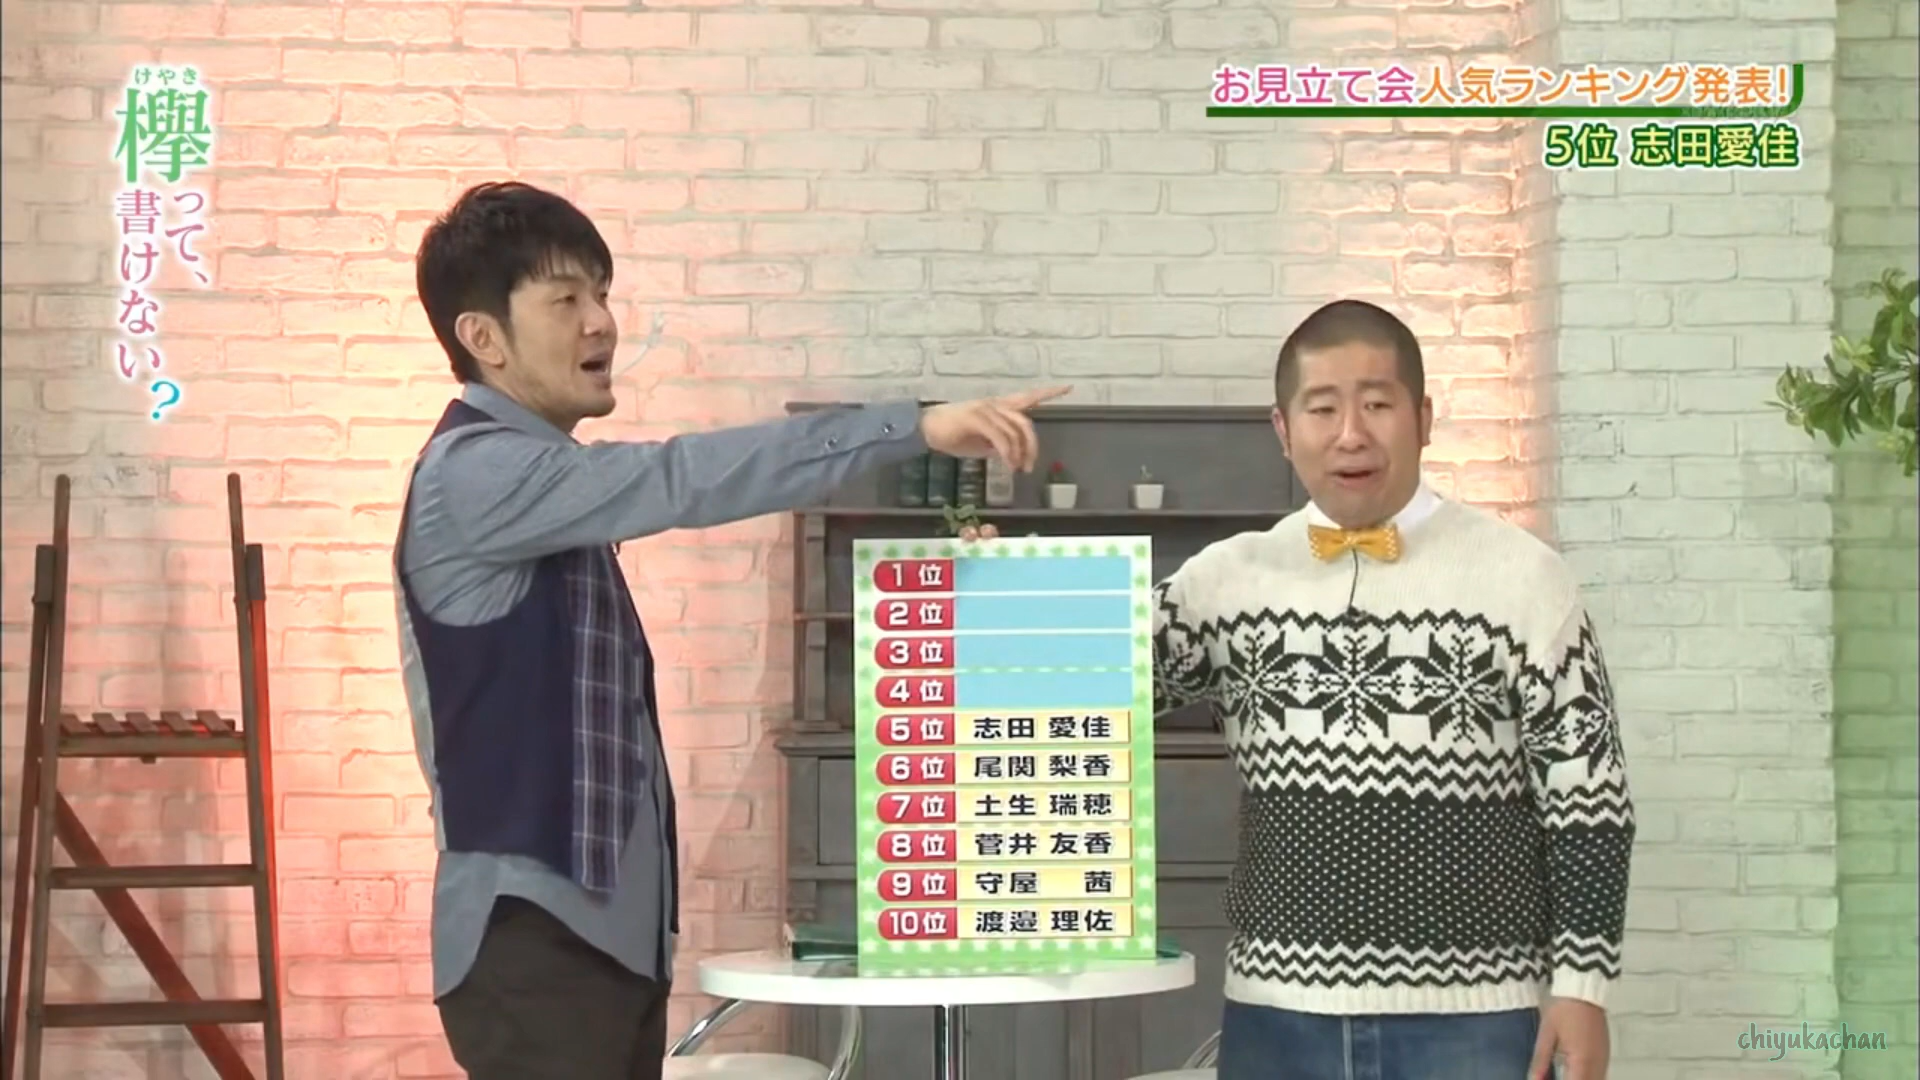 けやき
欅って、
書けない?
お見立て会人気ランキング発表!
5位 志田愛佳
1位
2位
3位
4位
5位 志田 愛佳
6位 尾関 梨香
7位 土生 瑞穂
8位 菅井 友香
9位 守屋 茜
10位 渡邉 理佐
chiyukachan